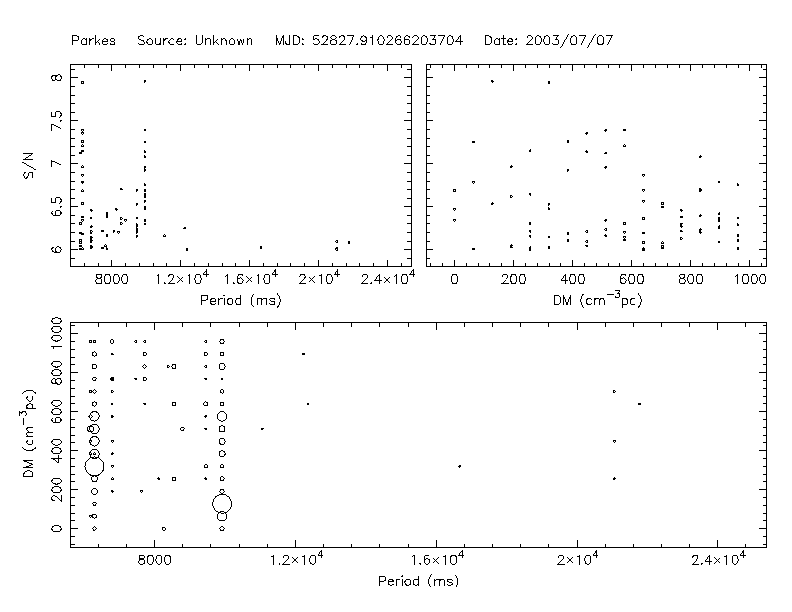 Parkes Source: Unknown MJD: 52827.910266203704 Date: 2003/07/07
S/N
8
7.5
7
6.5
6
8000 1.2×10⁴ 1.6×10⁴ 2×10⁴ 2.4×10⁴
Period (ms)
0 200 400 600 800 1000
DM (cm⁻³pc)
DM (cm⁻³pc)
1000
800
600
400
200
0
8000 1.2×10⁴ 1.6×10⁴ 2×10⁴ 2.4×10⁴
Period (ms)